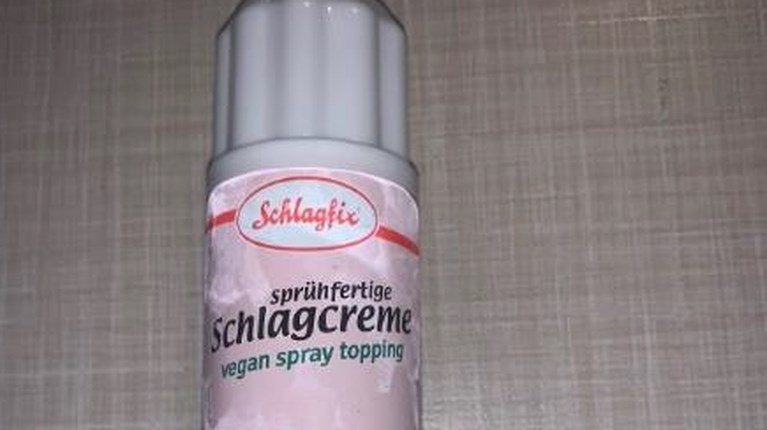 Schlagfix
sprühfertige
Schlagcreme
vegan spray topping